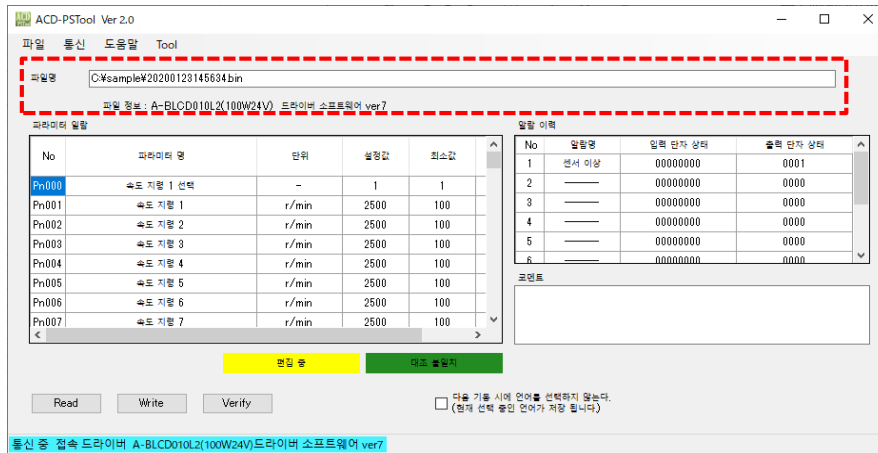 ACD-PSTool Ver 2.0
파일 통신 도움말 Tool
파일명 C:¥sample¥20200123145634.bin
파일 정보 : A-BLCD010L2(100W24V) 드라이버 소프트웨어 ver7
파라미터 일람
No 파라미터 명 단위 설정값 최소값
Pn000 속도 지령 1 선택 - 1 1
Pn001 속도 지령 1 r/min 2500 100
Pn002 속도 지령 2 r/min 2500 100
Pn003 속도 지령 3 r/min 2500 100
Pn004 속도 지령 4 r/min 2500 100
Pn005 속도 지령 5 r/min 2500 100
Pn006 속도 지령 6 r/min 2500 100
Pn007 속도 지령 7 r/min 2500 100
알람 이력
No 알람명 입력 단자 상태 출력 단자 상태
1 센서 이상 00000000 0001
2 ――― 00000000 0000
3 ――― 00000000 0000
4 ――― 00000000 0000
5 ――― 00000000 0000
6 ――― 00000000 0000
코멘트
편집 중 대조 불일치
Read Write Verify
다음 기동 시에 언어를 선택하지 않는다.
(현재 선택 중인 언어가 저장 됩니다.)
통신 중 접속 드라이버 A-BLCD010L2(100W24V)드라이버 소프트웨어 ver7